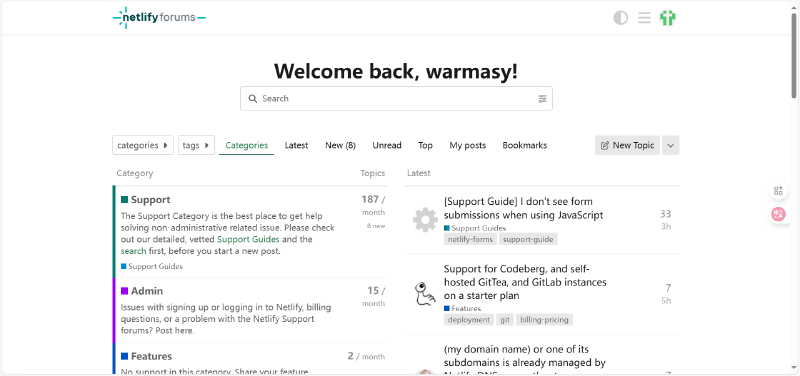 netlify forums
Welcome back, warmasy!
Search
categories
tags
Categories
Latest
New (8)
Unread
Top
My posts
Bookmarks
New Topic
Category
Topics
Support
187 /
month
8 new
The Support Category is the best place to get help
solving non-administrative related issue. Please check
out our detailed, vetted Support Guides and the
search first, before you start a new post.
Support Guides
Admin
15 /
month
Issues with signing up or logging in to Netlify, billing
questions, or a problem with the Netlify Support
forums? Post here.
Features
2 / month
No support in this category. Share your feature
Latest
[Support Guide] I don't see form
submissions when using JavaScript
Support Guides
netlify-forms
support-guide
33
3h
Support for Codeberg, and self-
hosted GitTea, and GitLab instances
on a starter plan
Features
deployment
git
billing-pricing
7
5h
(my domain name) or one of its
subdomains is already managed by